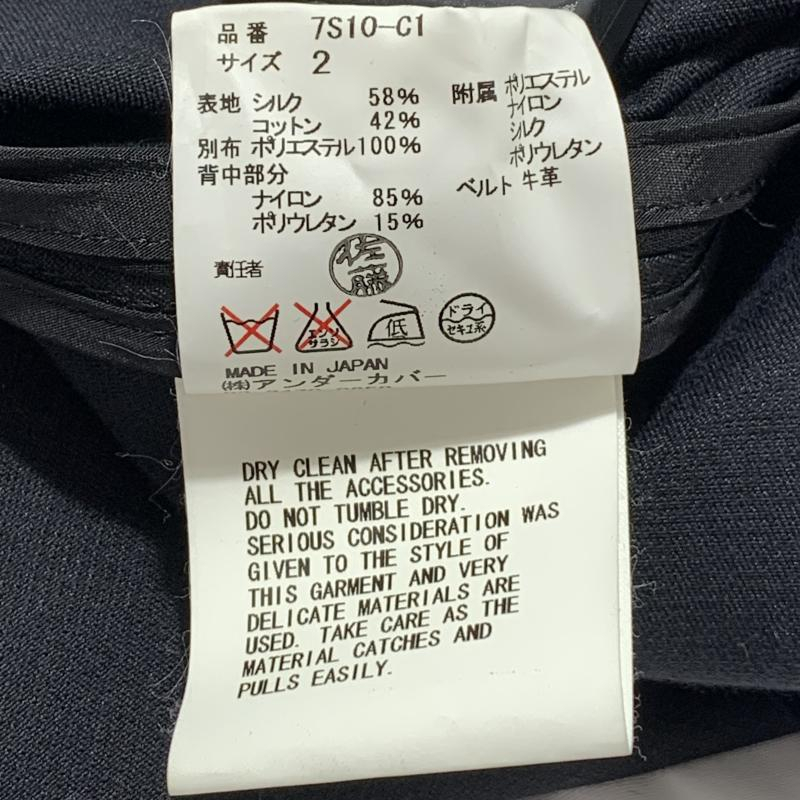 品番 7S10-C1
サイズ 2
表地 シルク 58%
コットン 42%
別布 ポリエステル100%
背中部分
ナイロン 85%
ポリウレタン 15%
附属 ポリエステル
ナイロン
シルク
ポリウレタン
ベルト 牛革
責任者 佐藤
エンソ
サラシ
低
ドライ
セキユ系
MADE IN JAPAN
㈱アンダーカバー
DRY CLEAN AFTER REMOVING
ALL THE ACCESSORIES.
DO NOT TUMBLE DRY.
SERIOUS CONSIDERATION WAS
GIVEN TO THE STYLE OF
THIS GARMENT AND VERY
DELICATE MATERIALS ARE
USED. TAKE CARE AS THE
MATERIAL CATCHES AND
PULLS EASILY.